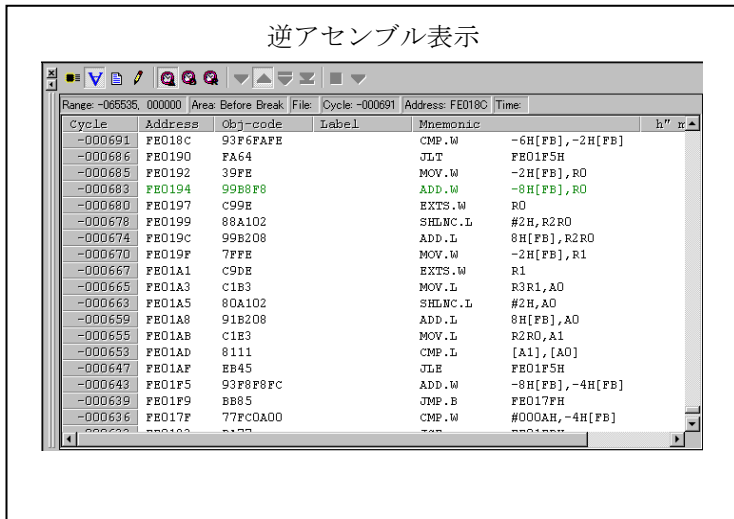 逆アセンブル表示
Range: -065535, 000000 Area: Before Break File: Cycle: -000691 Address: FE018C Time:
Cycle Address Obj-code Label Mnemonic h" m
-000691 FE018C 93F6FAFE CMP.W -6H[FB],-2H[FB]
-000686 FE0190 FA64 JLT FE01F5H
-000685 FE0192 39FE MOV.W -2H[FB],R0
-000683 FE0194 99B8F8 ADD.W -8H[FB],R0
-000680 FE0197 C99E EXTS.W R0
-000678 FE0199 88A102 SHLNC.L #2H,R2R0
-000674 FE019C 99B208 ADD.L 8H[FB],R2R0
-000670 FE019F 7FFE MOV.W -2H[FB],R1
-000667 FE01A1 C9DE EXTS.W R1
-000665 FE01A3 C1B3 MOV.L R3R1,A0
-000663 FE01A5 80A102 SHLNC.L #2H,A0
-000659 FE01A8 91B208 ADD.L 8H[FB],A0
-000655 FE01AB C1E3 MOV.L R2R0,A1
-000653 FE01AD 8111 CMP.L [A1],[A0]
-000647 FE01AF EB45 JLE FE01F5H
-000643 FE01F5 93F8F8FC ADD.W -8H[FB],-4H[FB]
-000639 FE01F9 BB85 JMP.B FE017FH
-000636 FE017F 77FC0A00 CMP.W #000AH,-4H[FB]